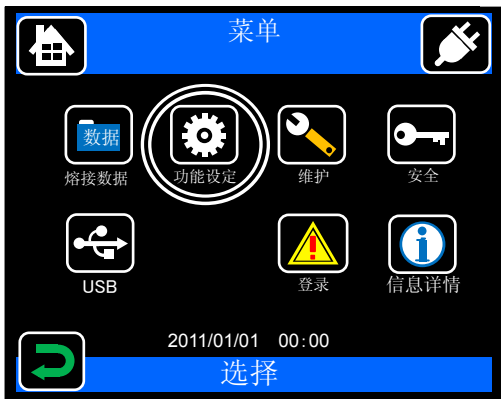 菜单
数据
熔接数据 功能设定 维护 安全
USB 登录 信息详情
2011/01/01 00:00
选择